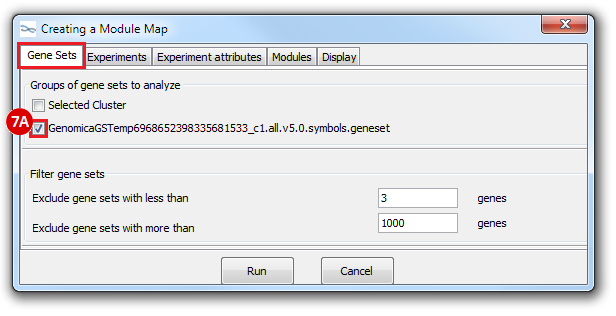 Creating a Module Map
Gene Sets Experiments Experiment attributes Modules Display
Groups of gene sets to analyze
Selected Cluster
7A
GenomicaGSTemp6968652398335681533_c1.all.v5.0.symbols.geneset
Filter gene sets
Exclude gene sets with less than 3 genes
Exclude gene sets with more than 1000 genes
Run Cancel